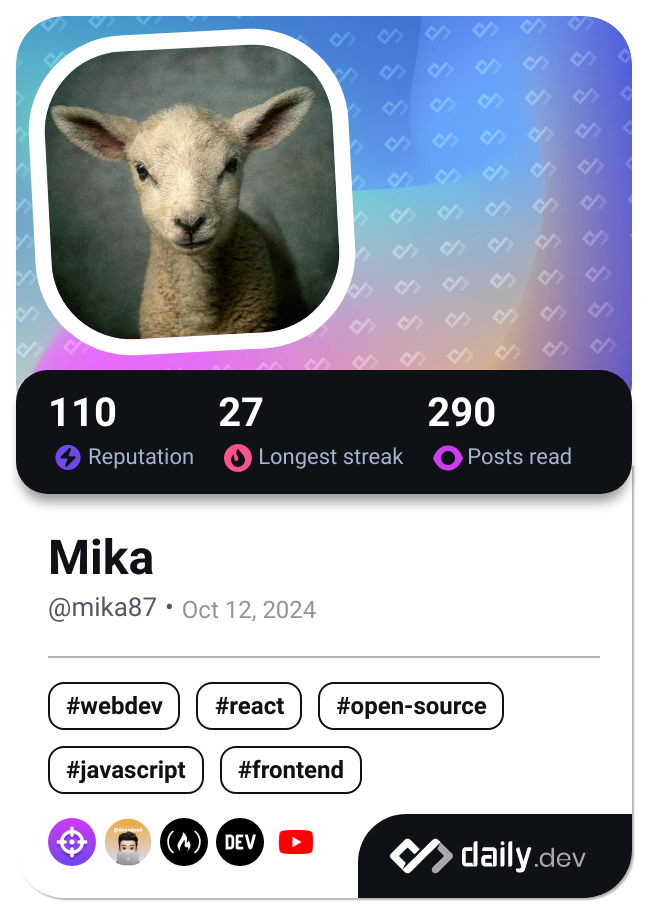 110 27 290
Reputation Longest streak Posts read
Mika
@mika87 • Oct 12, 2024
#webdev #react #open-source
#javascript #frontend
DEV
daily.dev